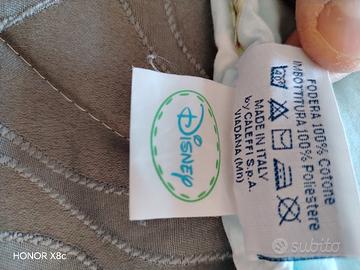 Disney
FODERA 100% Cotone
IMBOTTITURA 100% Poliestere
MADE IN ITALY
by CALEFFI S.P.A.
VIADANA (Mn)
HONOR X8c
subito